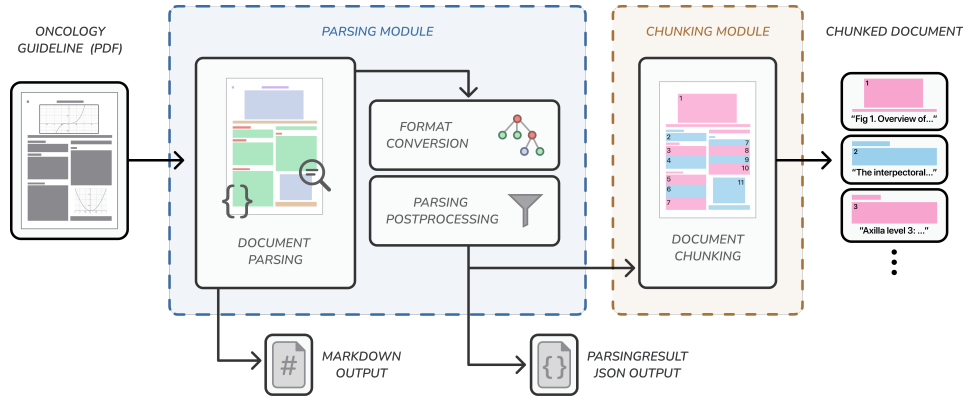 ONCOLOGY
GUIDELINE (PDF)
PARSING MODULE
CHUNKING MODULE
CHUNKED DOCUMENT
FORMAT
CONVERSION
PARSING
POSTPROCESSING
{}
DOCUMENT
PARSING
1
2
3
4
5
6
7
7
8
9
10
11
DOCUMENT
CHUNKING
1
"Fig 1. Overview of..."
2
"The interpectoral..."
3
"Axilla level 3: ..."
#
MARKDOWN
OUTPUT
{}
PARSINGRESULT
JSON OUTPUT